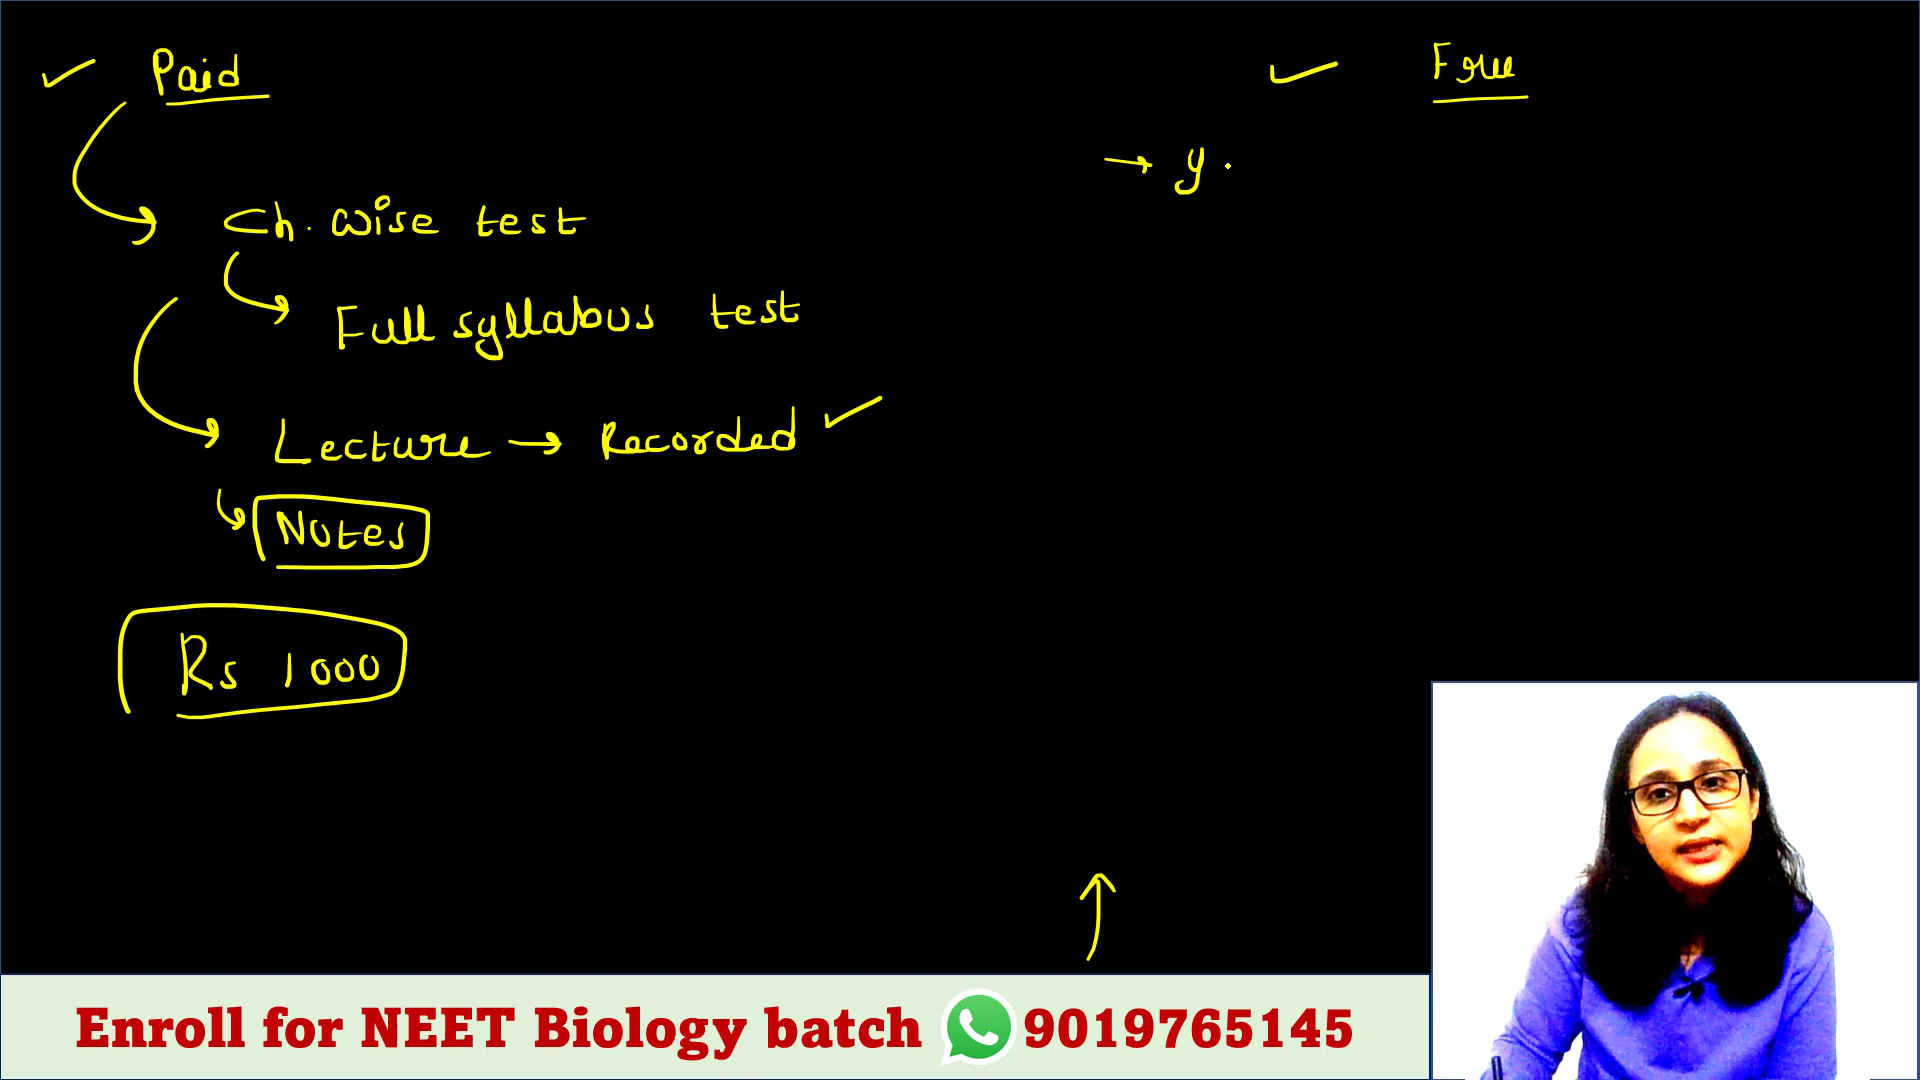 Paid
Ch. wise test
Full syllabus test
Lecture → Recorded
Notes
Rs 1000
Free
→ y.
Enroll for NEET Biology batch 9019765145